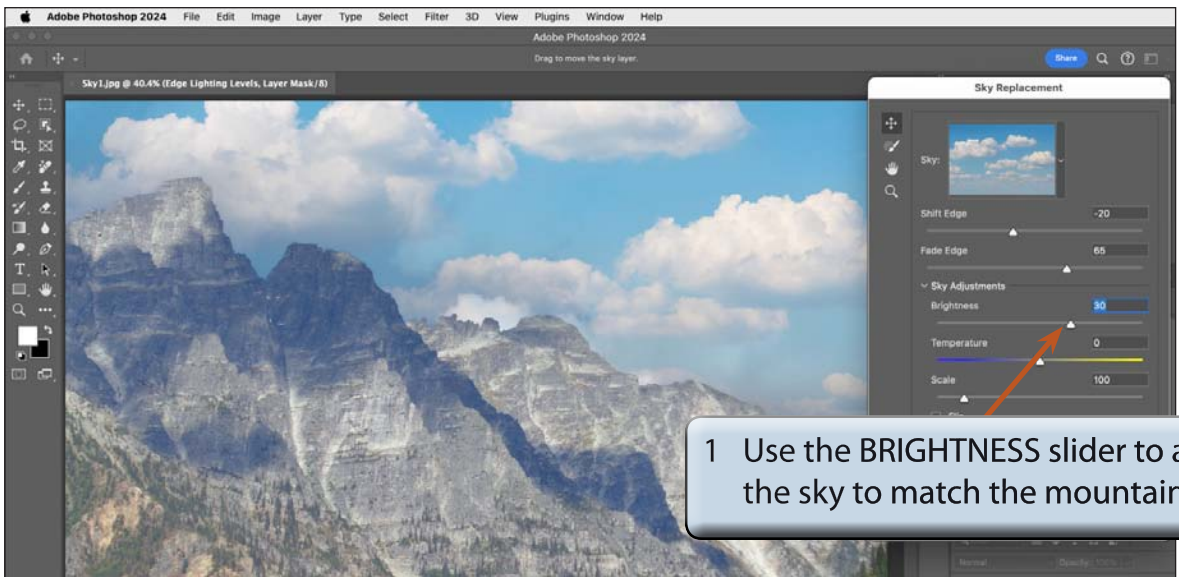 Adobe Photoshop 2024 File Edit Image Layer Type Select Filter 3D View Plugins Window Help
Adobe Photoshop 2024
Drag to move the sky layer.
Share
Sky1.jpg @ 40.4% (Edge Lighting Levels, Layer Mask/8)
Sky Replacement
Sky:
Shift Edge -20
Fade Edge 65
Sky Adjustments
Brightness 30
Temperature 0
Scale 100
1 Use the BRIGHTNESS slider to a
the sky to match the mountain
Normal Opacity: 100%